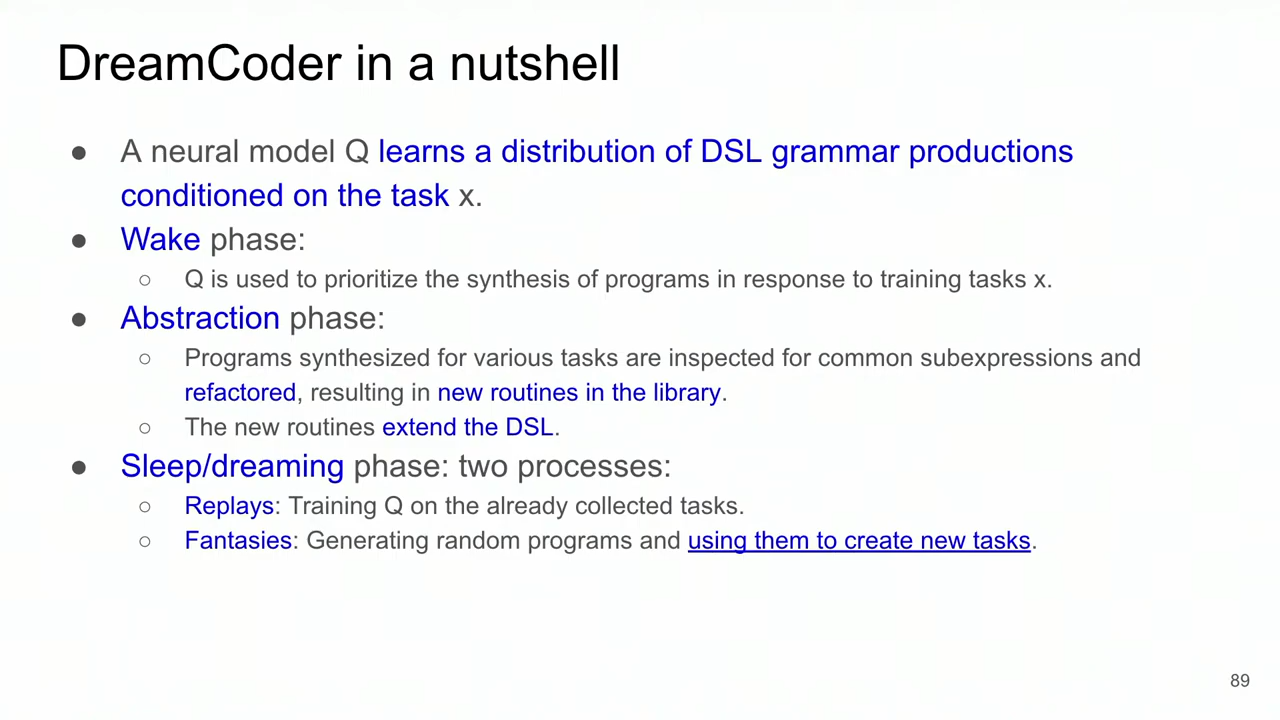 DreamCoder in a nutshell
● A neural model Q learns a distribution of DSL grammar productions
conditioned on the task x.
● Wake phase:
○ Q is used to prioritize the synthesis of programs in response to training tasks x.
● Abstraction phase:
○ Programs synthesized for various tasks are inspected for common subexpressions and
refactored, resulting in new routines in the library.
○ The new routines extend the DSL.
● Sleep/dreaming phase: two processes:
○ Replays: Training Q on the already collected tasks.
○ Fantasies: Generating random programs and using them to create new tasks.
89